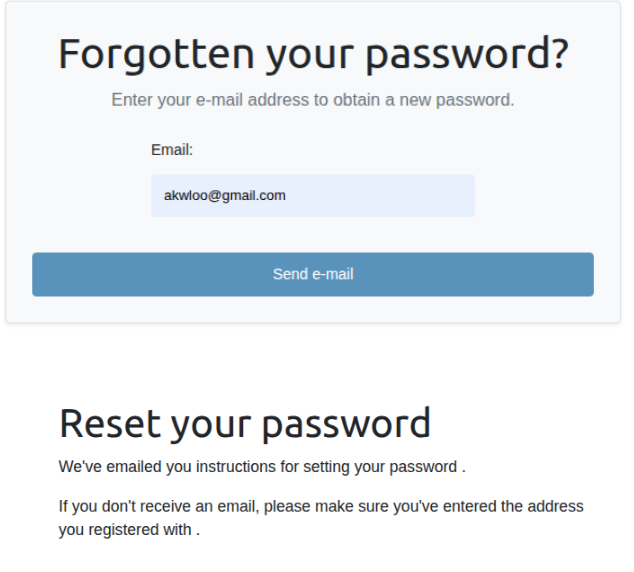 Forgotten your password?
Enter your e-mail address to obtain a new password.
Email:
akwloo@gmail.com
Send e-mail
Reset your password
We've emailed you instructions for setting your password .
If you don't receive an email, please make sure you've entered the address
you registered with .